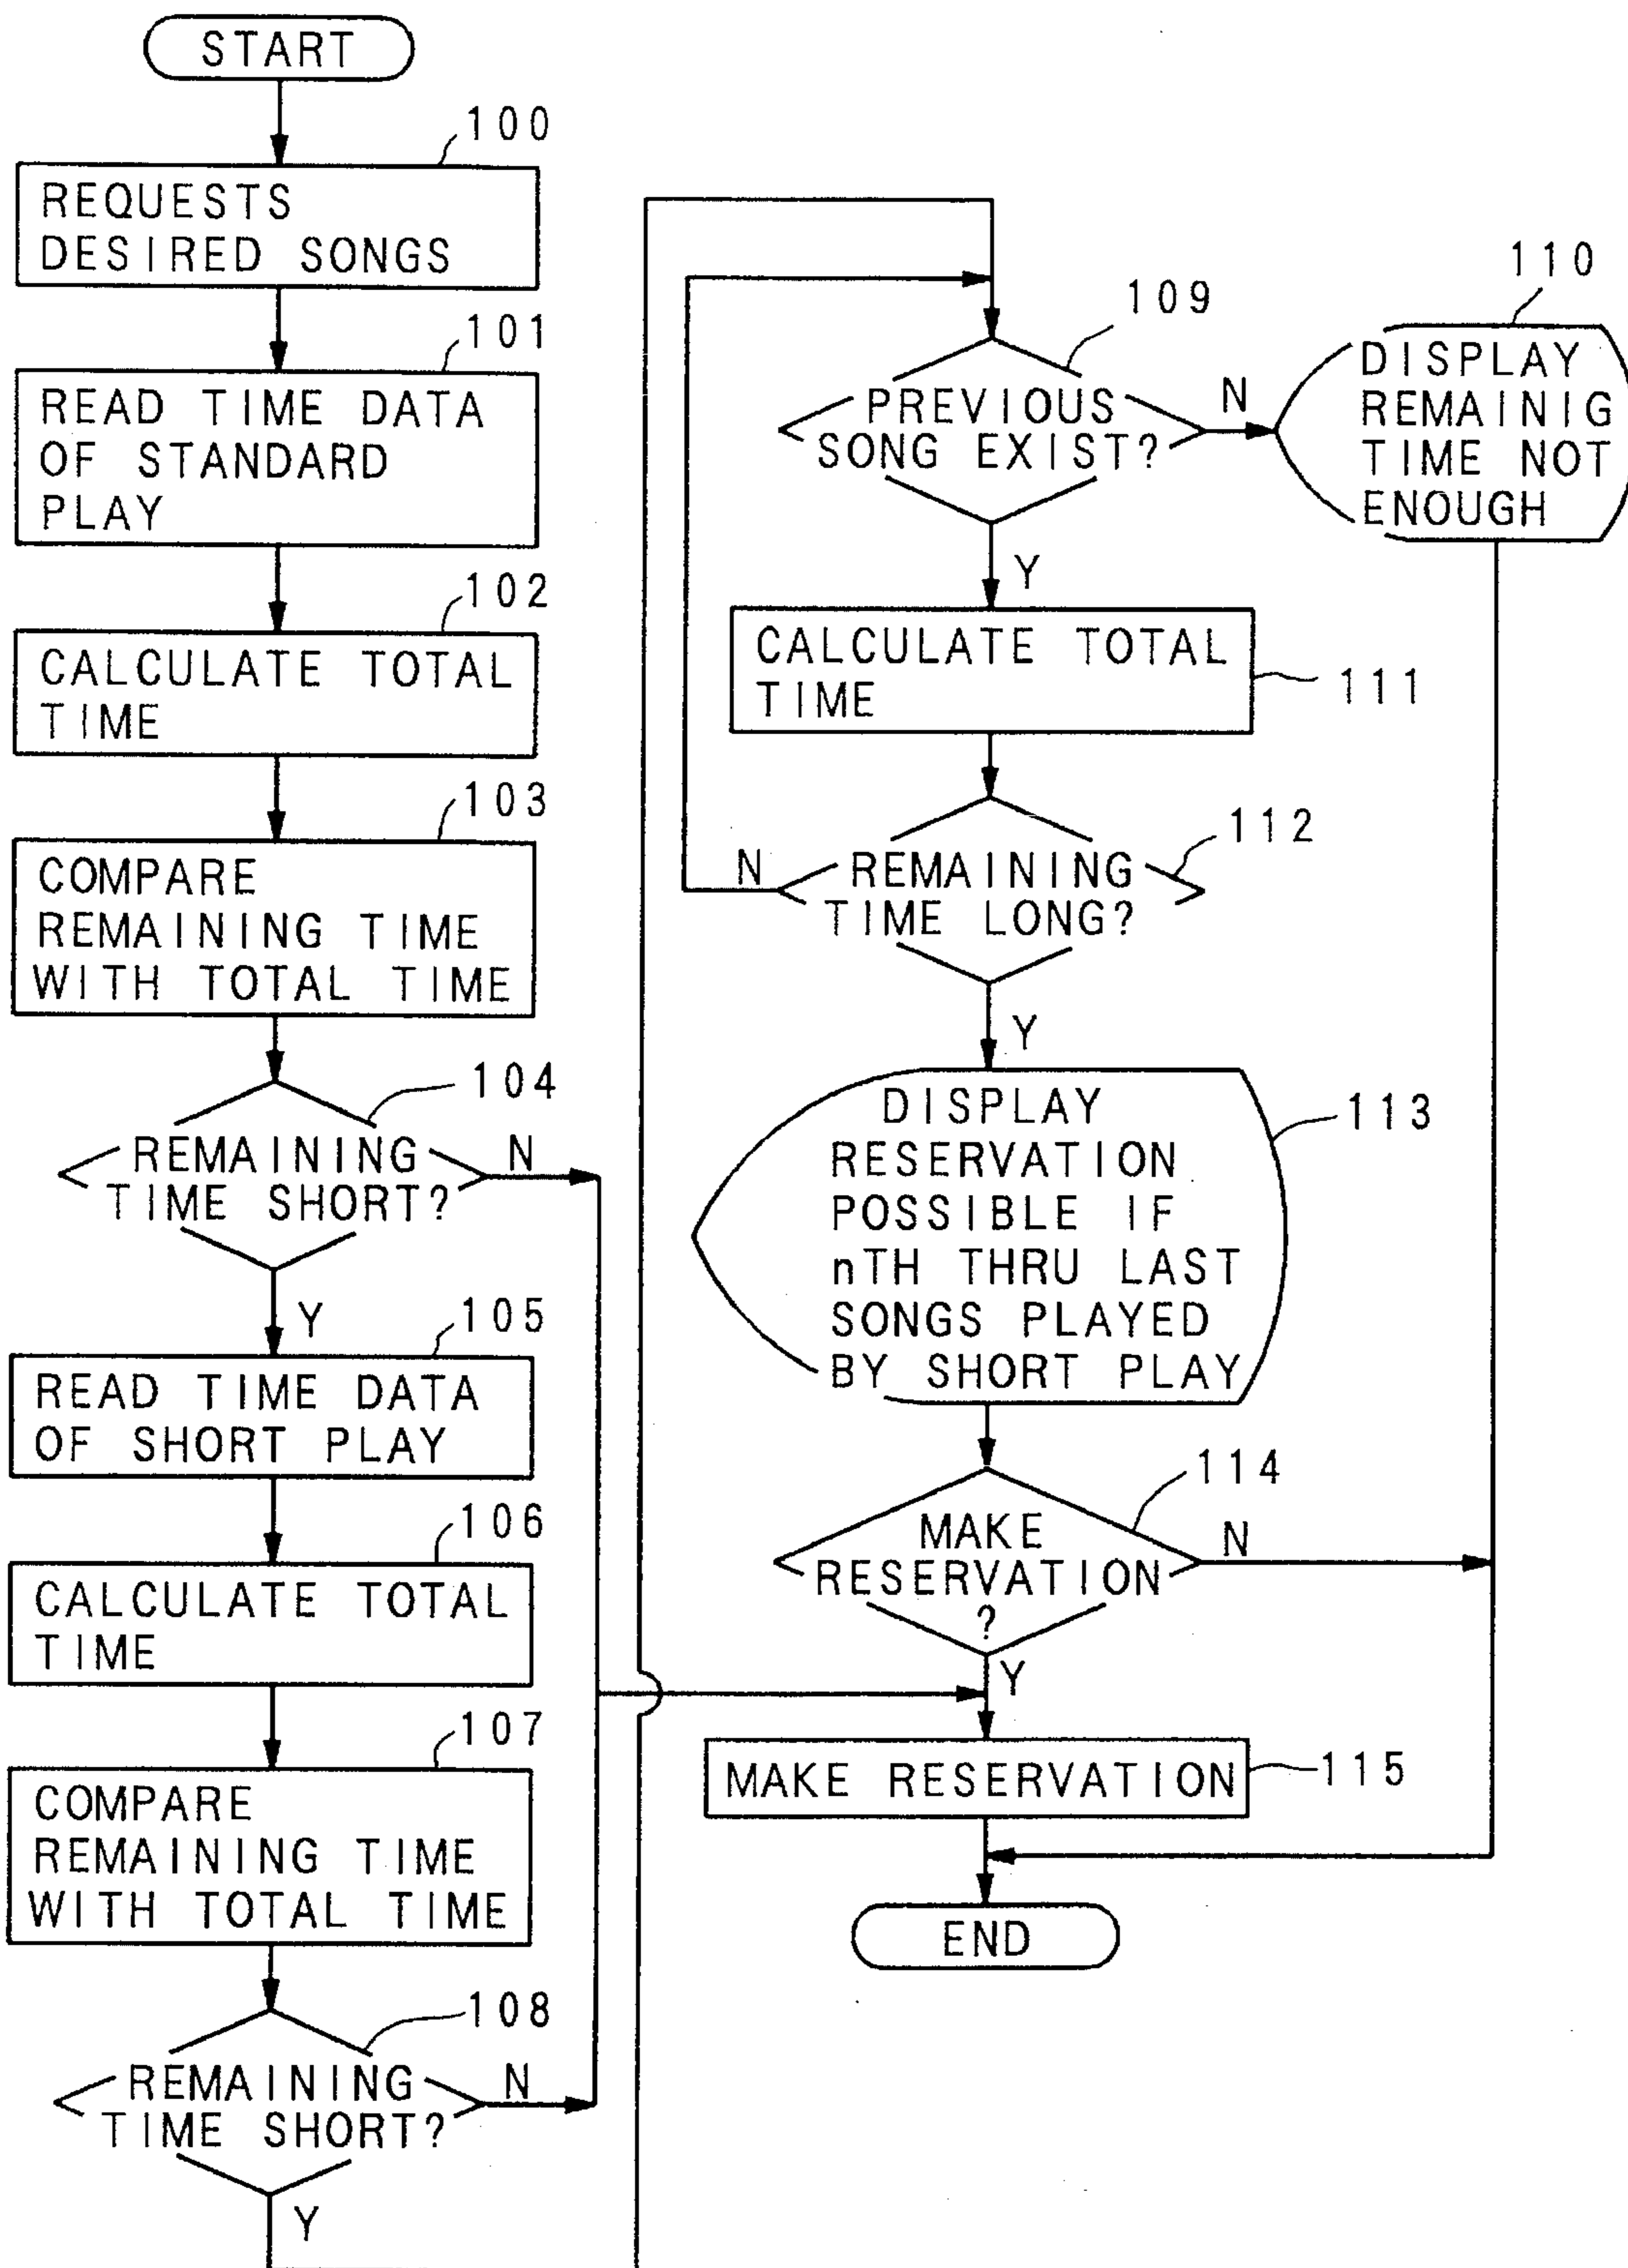 START
100
REQUESTS
DESIRED SONGS
101
READ TIME DATA
OF STANDARD
PLAY
102
CALCULATE TOTAL
TIME
103
COMPARE
REMAINING TIME
WITH TOTAL TIME
104
REMAINING
TIME SHORT?
N
Y
105
READ TIME DATA
OF SHORT PLAY
106
CALCULATE TOTAL
TIME
107
COMPARE
REMAINING TIME
WITH TOTAL TIME
108
REMAINING
TIME SHORT?
N
Y
109
PREVIOUS
SONG EXIST?
N
Y
110
DISPLAY
REMAINIG
TIME NOT
ENOUGH
CALCULATE TOTAL
TIME
111
112
REMAINING
TIME LONG?
N
Y
DISPLAY
RESERVATION
POSSIBLE IF
nTH THRU LAST
SONGS PLAYED
BY SHORT PLAY
113
114
MAKE
RESERVATION
?
N
Y
MAKE RESERVATION
115
END